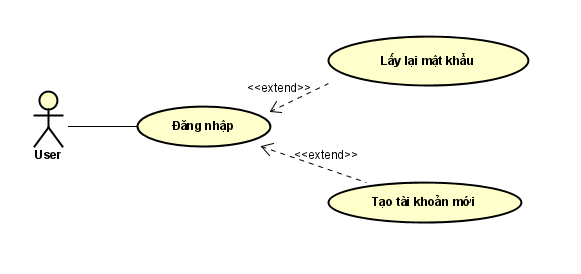 Lấy lại mật khẩu
<<extend>>
Đăng nhập
User
<<extend>>
Tạo tài khoản mới